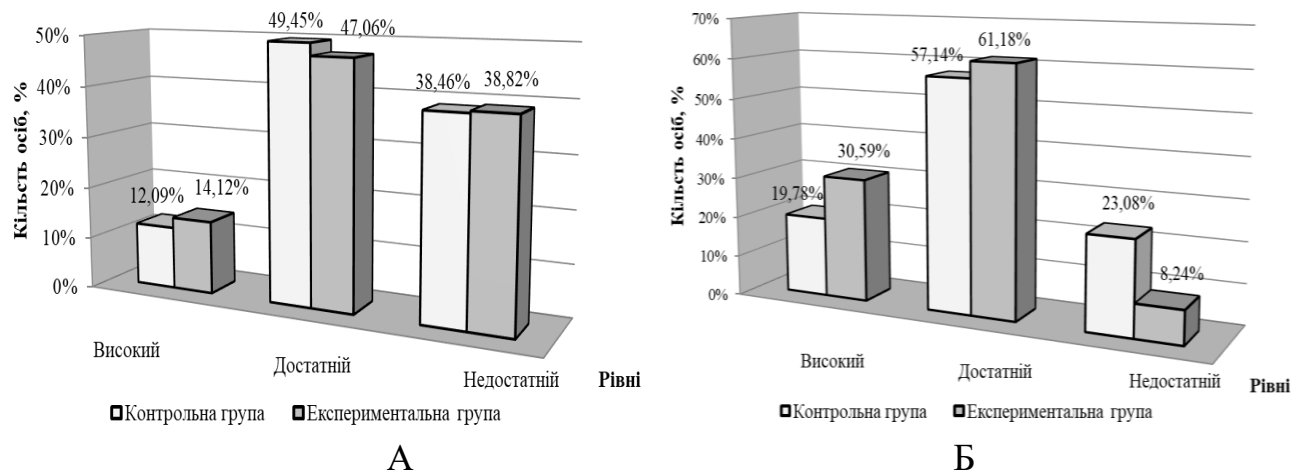 Кількість осіб, %
50%
40%
30%
20%
10%
0%
12,09%
14,12%
49,45%
47,06%
38,46%
38,82%
Високий
Достатній
Недостатній
Рівні
Контрольна група
Експериментальна група
А
Кількість осіб, %
70%
60%
50%
40%
30%
20%
10%
0%
19,78%
30,59%
57,14%
61,18%
23,08%
8,24%
Високий
Достатній
Недостатній
Рівні
Контрольна група
Експериментальна група
Б